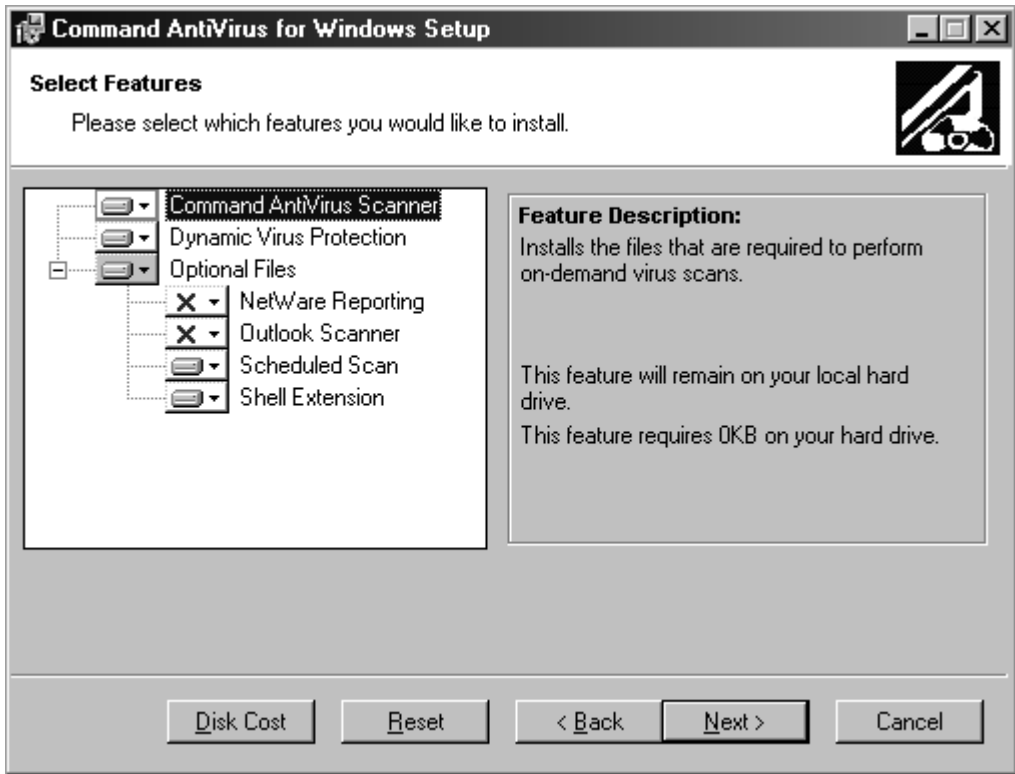 Command AntiVirus for Windows Setup
Select Features
Please select which features you would like to install.
Command AntiVirus Scanner
Dynamic Virus Protection
Optional Files
NetWare Reporting
Outlook Scanner
Scheduled Scan
Shell Extension
Feature Description:
Installs the files that are required to perform
on-demand virus scans.
This feature will remain on your local hard
drive.
This feature requires 0KB on your hard drive.
Disk Cost
Reset
< Back
Next >
Cancel